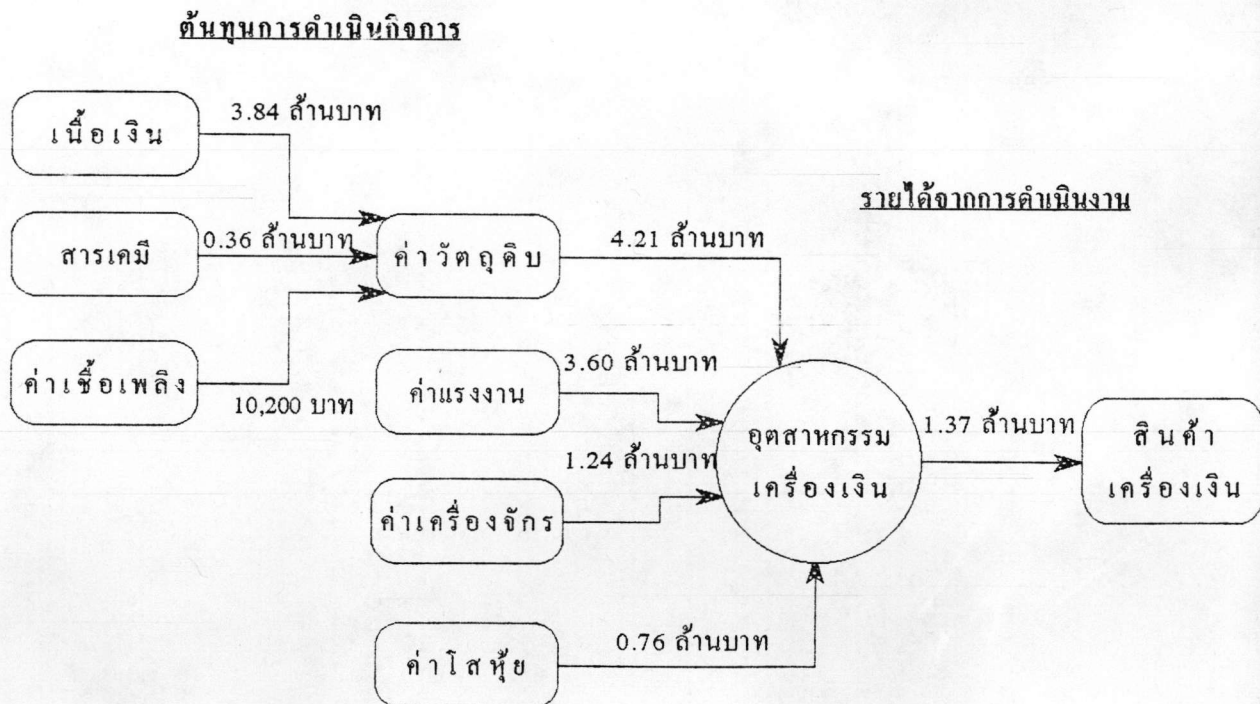 ต้นทุนการดำเนินกิจการ
3.84 ล้านบาท
เนื้อเงิน
รายได้จากการดำเนินงาน
สารเคมี
0.36 ล้านบาท
ค่าวัตถุดิบ
4.21 ล้านบาท
ค่าเชื้อเพลิง
10,200 บาท
ค่าแรงงาน
3.60 ล้านบาท
อุตสาหกรรม
เครื่องเงิน
1.37 ล้านบาท
สินค้า
เครื่องเงิน
1.24 ล้านบาท
ค่าเครื่องจักร
ค่าโสหุ้ย
0.76 ล้านบาท